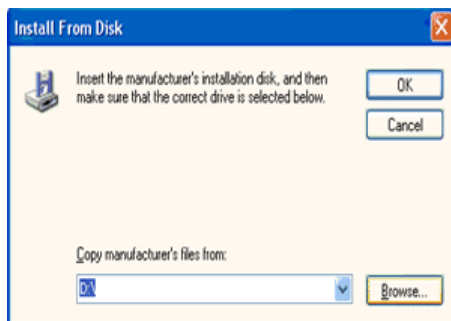 Install From Disk
Insert the manufacturer's installation disk, and then
make sure that the correct drive is selected below.
OK
Cancel
Copy manufacturer's files from:
D:\
Browse...